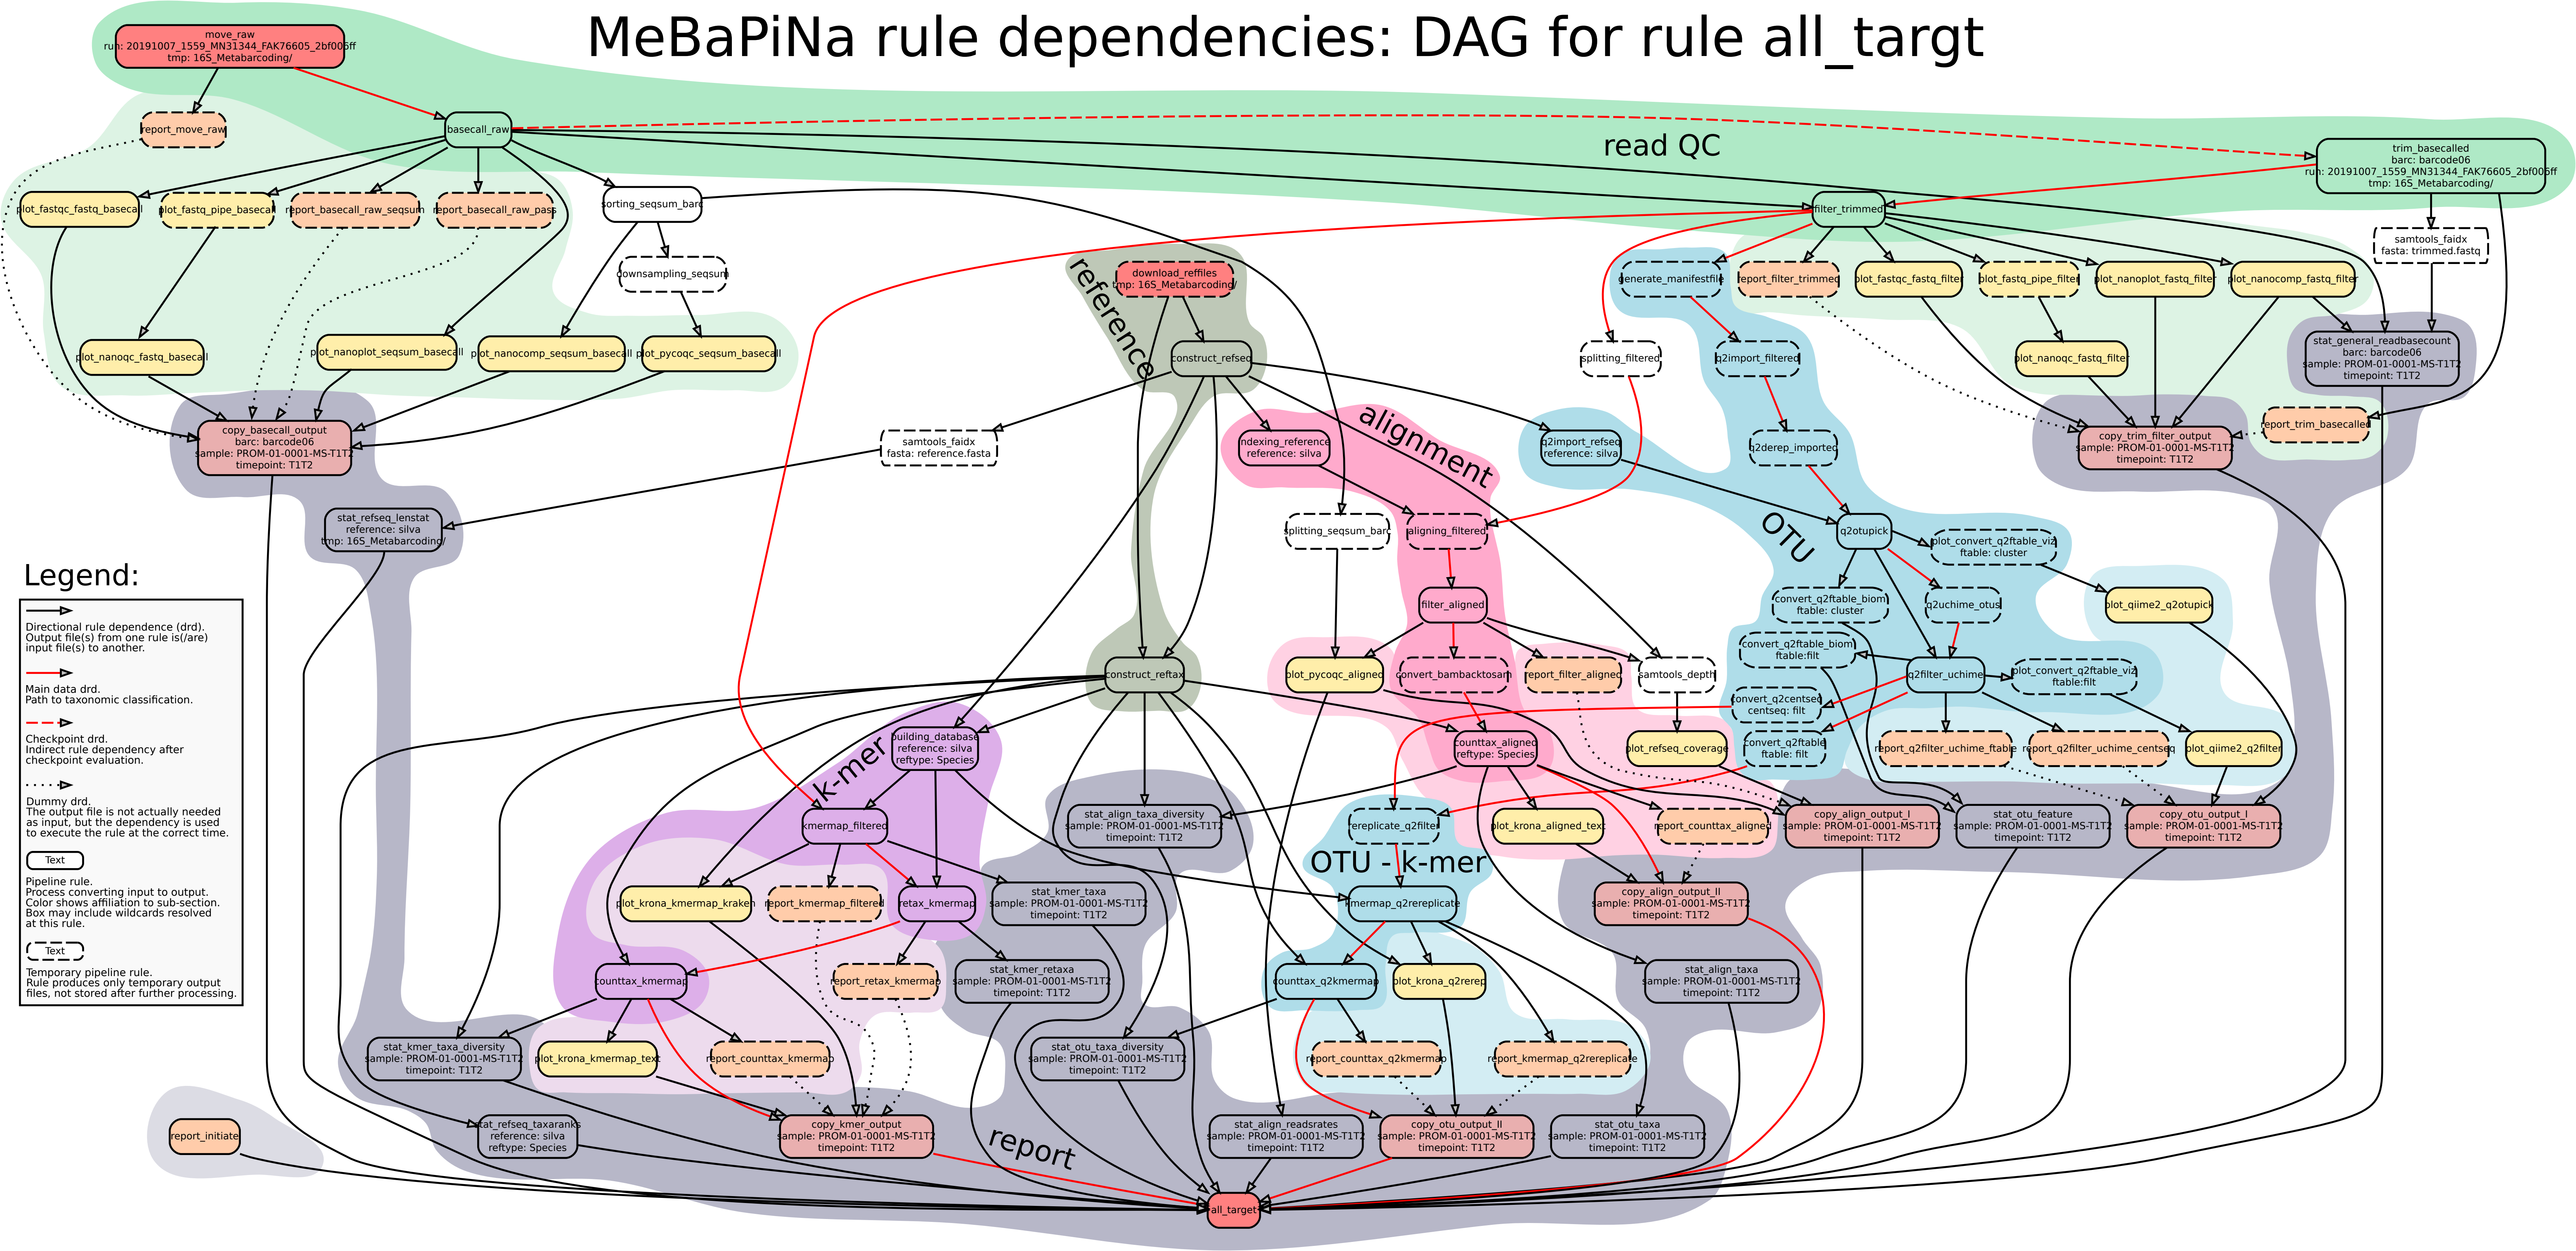 MeBaPiNa rule dependencies: DAG for rule all_targt
move_raw
run: 20191007_1559_MN31344_FAK76605_2bf006ff
tmp: 16S_Metabarcoding/
report_move_raw
basecall_raw
read QC
trim_basecalled
barc: barcode06
run: 20191007_1559_MN31344_FAK76605_2bf006ff
tmp: 16S_Metabarcoding/
plot_fastqc_fastq_basecall
plot_fastq_pipe_basecall
report_basecall_raw_seqsum
report_basecall_raw_pass
sorting_seqsum_barc
filter_trimmed
samtools_faidx
fasta: trimmed.fastq
downsampling_seqsum
reference
download_reffiles
tmp: 16S_Metabarcoding/
generate_manifestfile
report_filter_trimmed
plot_fastqc_fastq_filter
plot_fastq_pipe_filter
plot_nanoplot_fastq_filter
plot_nanocomp_fastq_filter
plot_nanoqc_fastq_basecall
plot_nanoplot_seqsum_basecall
plot_nanocomp_seqsum_basecall
plot_pycoqc_seqsum_basecall
construct_refseq
splitting_filtered
q2import_filtered
plot_nanoqc_fastq_filter
stat_general_readbasecount
barc: barcode06
sample: PROM-01-0001-MS-T1T2
timepoint: T1T2
copy_basecall_output
barc: barcode06
sample: PROM-01-0001-MS-T1T2
timepoint: T1T2
samtools_faidx
fasta: reference.fasta
indexing_reference
reference: silva
alignment
q2import_refseq
reference: silva
q2derep_imported
copy_trim_filter_output
sample: PROM-01-0001-MS-T1T2
timepoint: T1T2
report_trim_basecalled
stat_refseq_lenstat
reference: silva
tmp: 16S_Metabarcoding/
splitting_seqsum_barc
aligning_filtered
OTU
q2otupick
plot_convert_q2ftable_viz
ftable: cluster
Legend:
Directional rule dependence (drd).
Output file(s) from one rule is(/are)
input file(s) to another.
Main data drd.
Path to taxonomic classification.
Checkpoint drd.
Indirect rule dependency after
checkpoint evaluation.
Dummy drd.
The output file is not actually needed
as input, but the dependency is used
to execute the rule at the correct time.
Text
Pipeline rule.
Process converting input to output.
Color shows affiliation to sub-section.
Box may include wildcards resolved
at this rule.
Text
Temporary pipeline rule.
Rule produces only temporary output
files, not stored after further processing.
filter_aligned
convert_q2ftable_biom
ftable: cluster
q2uchime_otus
plot_qiime2_q2otupick
convert_q2ftable_biom
ftable:filt
construct_reftax
plot_pycoqc_aligned
convert_bambacktosam
report_filter_aligned
samtools_depth
q2filter_uchime
plot_convert_q2ftable_viz
ftable:filt
convert_q2centseq
centseq: filt
building_database
reference: silva
reftype: Species
counttax_aligned
reftype: Species
plot_refseq_coverage
convert_q2ftable
ftable: filt
report_q2filter_uchime_ftable
report_q2filter_uchime_centseq
plot_qiime2_q2filter
k-mer
kmermap_filtered
stat_align_taxa_diversity
sample: PROM-01-0001-MS-T1T2
timepoint: T1T2
rereplicate_q2filter
plot_krona_aligned_text
report_counttax_aligned
copy_align_output_I
sample: PROM-01-0001-MS-T1T2
timepoint: T1T2
stat_otu_feature
sample: PROM-01-0001-MS-T1T2
timepoint: T1T2
copy_otu_output_I
sample: PROM-01-0001-MS-T1T2
timepoint: T1T2
OTU - k-mer
plot_krona_kmermap_kraken
report_kmermap_filtered
retax_kmermap
stat_kmer_taxa
sample: PROM-01-0001-MS-T1T2
timepoint: T1T2
kmermap_q2rereplicate
copy_align_output_II
sample: PROM-01-0001-MS-T1T2
timepoint: T1T2
counttax_kmermap
report_retax_kmermap
stat_kmer_retaxa
sample: PROM-01-0001-MS-T1T2
timepoint: T1T2
counttax_q2kmermap
plot_krona_q2rerep
stat_align_taxa
sample: PROM-01-0001-MS-T1T2
timepoint: T1T2
stat_kmer_taxa_diversity
sample: PROM-01-0001-MS-T1T2
timepoint: T1T2
plot_krona_kmermap_text
report_counttax_kmermap
stat_otu_taxa_diversity
sample: PROM-01-0001-MS-T1T2
timepoint: T1T2
report_counttax_q2kmermap
report_kmermap_q2rereplicate
report_initiate
stat_refseq_taxaranks
reference: silva
reftype: Species
copy_kmer_output
sample: PROM-01-0001-MS-T1T2
timepoint: T1T2
report
stat_align_readsrates
sample: PROM-01-0001-MS-T1T2
timepoint: T1T2
copy_otu_output_II
sample: PROM-01-0001-MS-T1T2
timepoint: T1T2
stat_otu_taxa
sample: PROM-01-0001-MS-T1T2
timepoint: T1T2
all_target